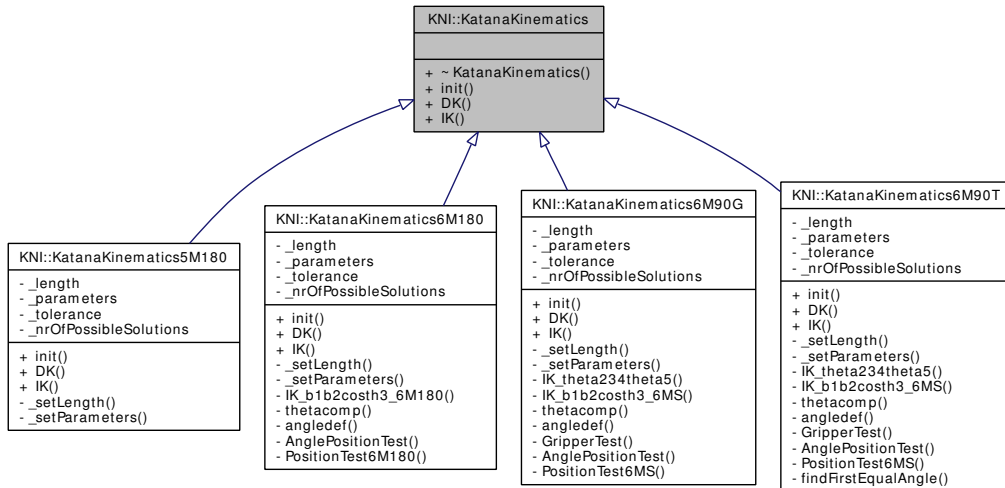 KNI::KatanaKinematics
+ ~KatanaKinematics()
+ init()
+ DK()
+ IK()
KNI::KatanaKinematics5M180
- _length
- _parameters
- _tolerance
- _nrOfPossibleSolutions
+ init()
+ DK()
+ IK()
- _setLength()
- _setParameters()
KNI::KatanaKinematics6M180
- _length
- _parameters
- _tolerance
- _nrOfPossibleSolutions
+ init()
+ DK()
+ IK()
- _setLength()
- _setParameters()
- IK_b1b2costh3_6M180()
- thetacomp()
- angledef()
- AnglePositionTest()
- PositionTest6M180()
KNI::KatanaKinematics6M90G
- _length
- _parameters
- _tolerance
- _nrOfPossibleSolutions
+ init()
+ DK()
+ IK()
- _setLength()
- _setParameters()
- IK_theta234theta5()
- IK_b1b2costh3_6MS()
- thetacomp()
- angledef()
- GripperTest()
- AnglePositionTest()
- PositionTest6MS()
KNI::KatanaKinematics6M90T
- _length
- _parameters
- _tolerance
- _nrOfPossibleSolutions
+ init()
+ DK()
+ IK()
- _setLength()
- _setParameters()
- IK_theta234theta5()
- IK_b1b2costh3_6MS()
- thetacomp()
- angledef()
- GripperTest()
- AnglePositionTest()
- PositionTest6MS()
- findFirstEqualAngle()